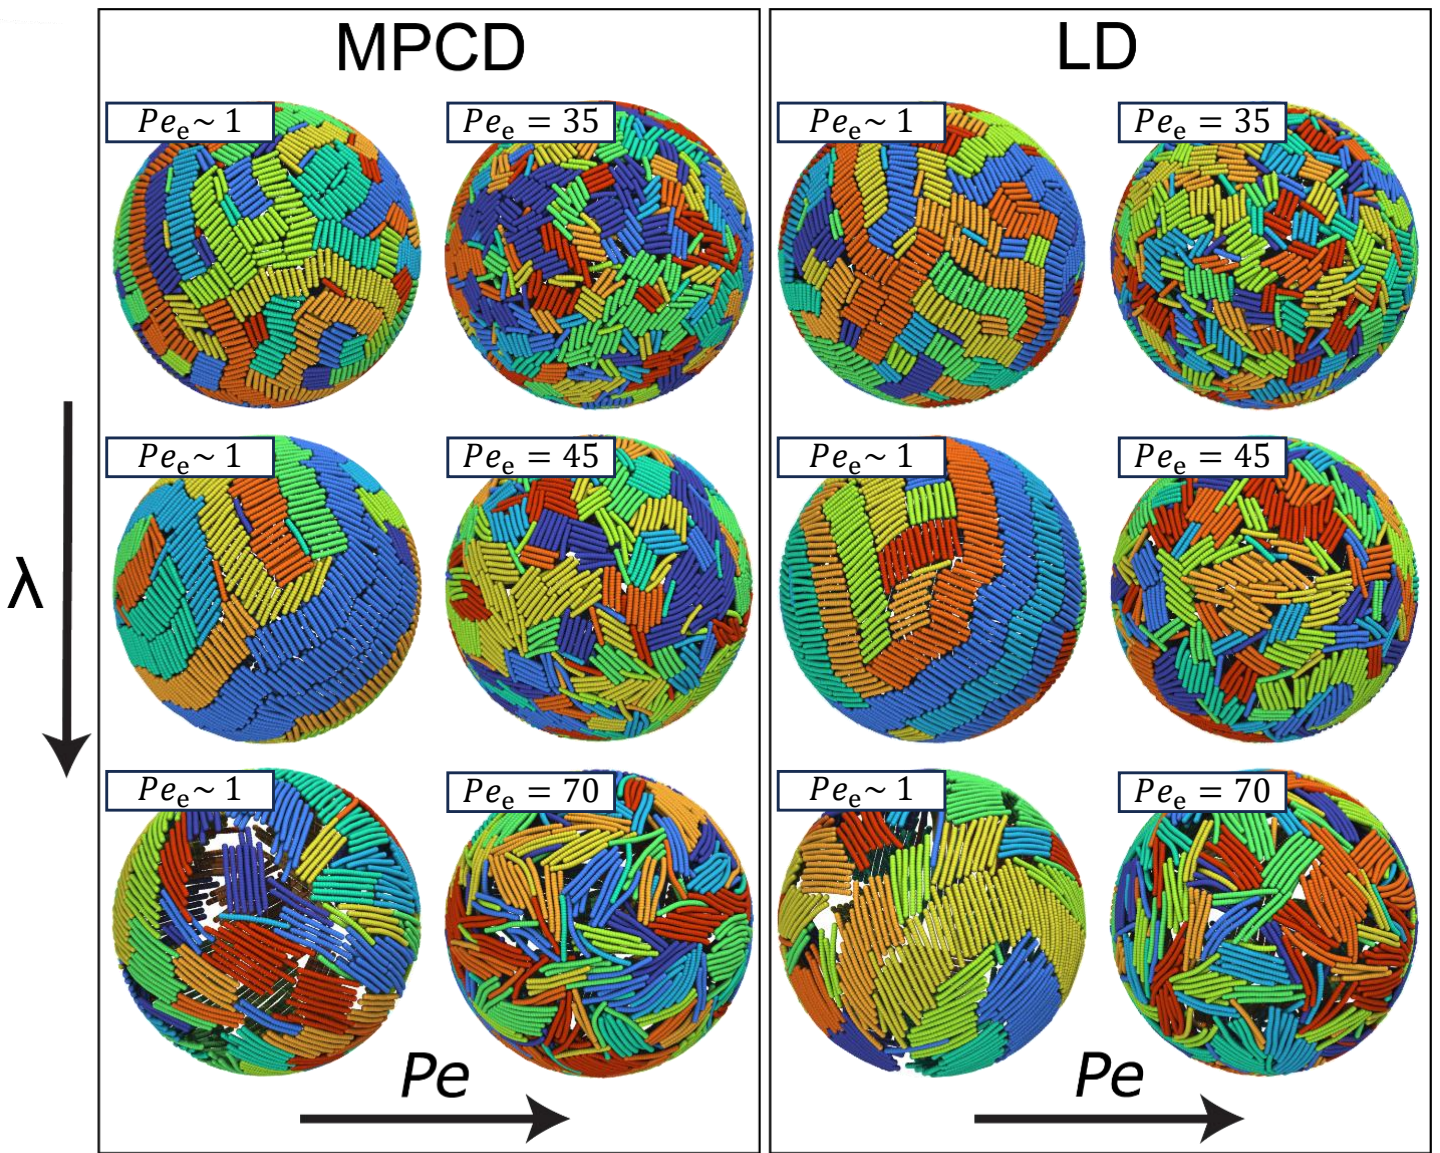 MPCD
Pe_e ~ 1
Pe_e = 35
Pe_e ~ 1
Pe_e = 45
Pe_e ~ 1
Pe_e = 70
Pe
LD
Pe_e ~ 1
Pe_e = 35
Pe_e ~ 1
Pe_e = 45
Pe_e ~ 1
Pe_e = 70
Pe
λ